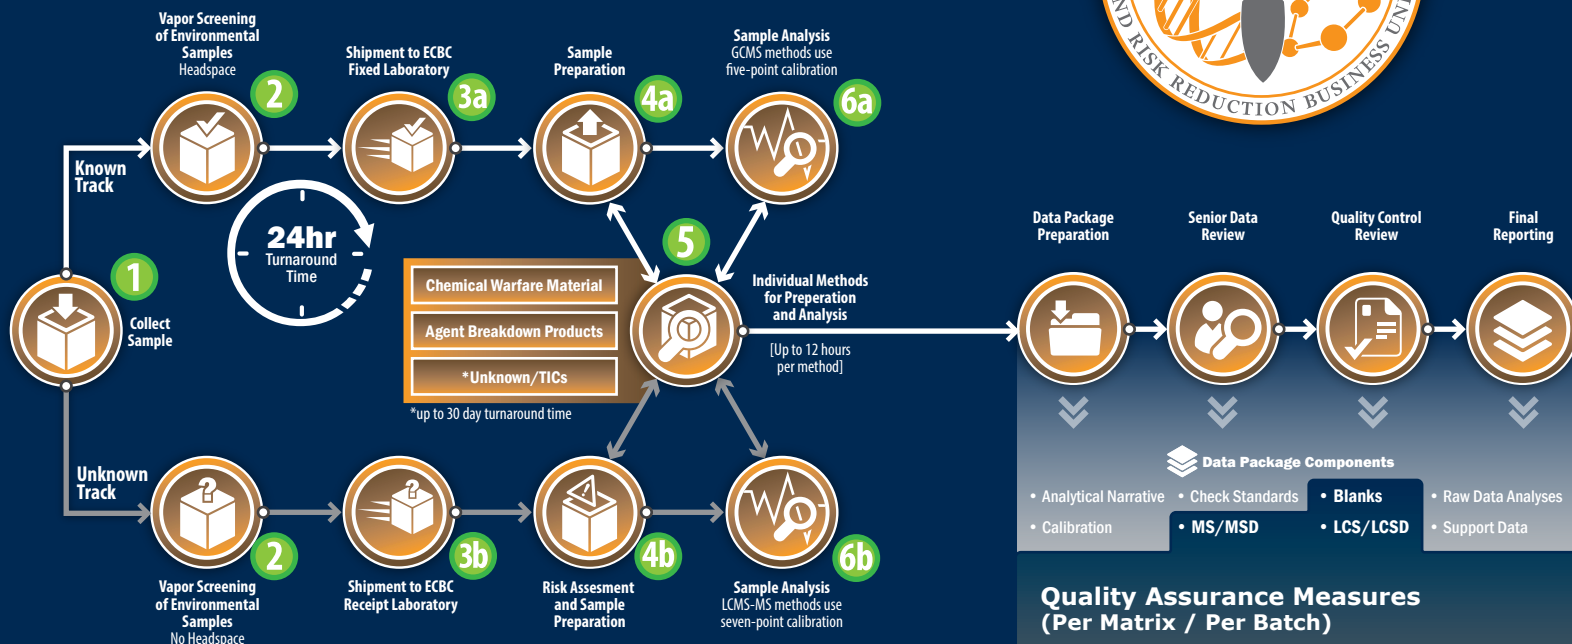 Vapor Screening
of Environmental
Samples
Headspace
2
Shipment to ECBC
Fixed Laboratory
3a
Sample
Preparation
4a
Sample Analysis
GCMS methods use
five-point calibration
6a
RISK REDUCTION BUSINESS
Known
Track
24hr
Turnaround
Time
1
Collect
Sample
5
Chemical Warfare Material
Agent Breakdown Products
*Unknown/TICs
*up to 30 day turnaround time
Individual Methods
for Preperation
and Analysis
[Up to 12 hours
per method]
Unknown
Track
2
Vapor Screening
of Environmental
Samples
No Headspace
3b
Shipment to ECBC
Receipt Laboratory
4b
Risk Assesment
and Sample
Preparation
6b
Sample Analysis
LCMS-MS methods use
seven-point calibration
Data Package
Preparation
Senior Data
Review
Quality Control
Review
Final
Reporting
Data Package Components
• Analytical Narrative
• Check Standards
• Blanks
• Raw Data Analyses
• Calibration
• MS/MSD
• LCS/LCSD
• Support Data
Quality Assurance Measures
(Per Matrix / Per Batch)